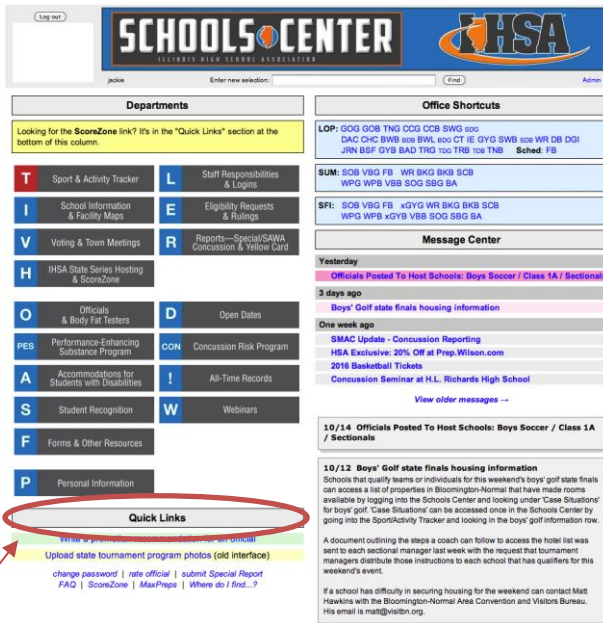 Log out
SCHOOLS CENTER
ILLINOIS HIGH SCHOOL ASSOCIATION
IHSA
jackie Enter new selection: Find Admin
Departments
Looking for the ScoreZone link? It's in the "Quick Links" section at the
bottom of this column.
T Sport & Activity Tracker
L Staff Responsibilities
& Logins
I School Information
& Facility Maps
E Eligibility Requests
& Rulings
V Voting & Town Meetings
R Reports—Special/SAWA
Concussion & Yellow Card
H IHSA State Series Hosting
& ScoreZone
O Officials
& Body Fat Testers
D Open Dates
PES Performance-Enhancing
Substance Program
CON Concussion Risk Program
A Accommodations for
Students with Disabilities
! All-Time Records
S Student Recognition
W Webinars
F Forms & Other Resources
P Personal Information
Quick Links
Write a promotion recommendation for an official
Upload state tournament program photos (old interface)
change password | rate official | submit Special Report
FAQ | ScoreZone | MaxPreps | Where do I find...?
Office Shortcuts
LOP: GOG GOB TNG CCG CCB SWG SDG
DAC CHC BWB BDB BWL BDG CT IE GYG SWB SDB WR DB DGI
JRN BSF GYB BAD TRG TDG TRB TDB TNB Sched: FB
SUM: SOB VBG FB WR BKG BKB SCB
WPG WPB VBB SOG SBG BA
SFI: SOB VBG FB xGYG WR BKG BKB SCB
WPG WPB xGYB VBB SOG SBG BA
Message Center
Yesterday
Officials Posted To Host Schools: Boys Soccer / Class 1A / Sectionals
3 days ago
Boys' Golf state finals housing information
One week ago
SMAC Update - Concussion Reporting
HSA Exclusive: 20% Off at Prep.Wilson.com
2016 Basketball Tickets
Concussion Seminar at H.L. Richards High School
View older messages →
10/14 Officials Posted To Host Schools: Boys Soccer / Class 1A
/ Sectionals
10/12 Boys' Golf state finals housing information
Schools that qualify teams or individuals for this weekend's boys' golf state finals
can access a list of properties in Bloomington-Normal that have made rooms
available by logging into the Schools Center and looking under 'Case Situations'
for boys' golf. 'Case Situations' can be accessed once in the Schools Center by
going into the Sport/Activity Tracker and looking in the boys' golf information row.
A document outlining the steps a coach can follow to access the hotel list was
sent to each sectional manager last week with the request that tournament
managers distribute those instructions to each school that has qualifiers for this
weekend's event.
If a school has difficulty in securing housing for the weekend can contact Matt
Hawkins with the Bloomington-Normal Area Convention and Visitors Bureau.
His email is matt@visitbn.org.